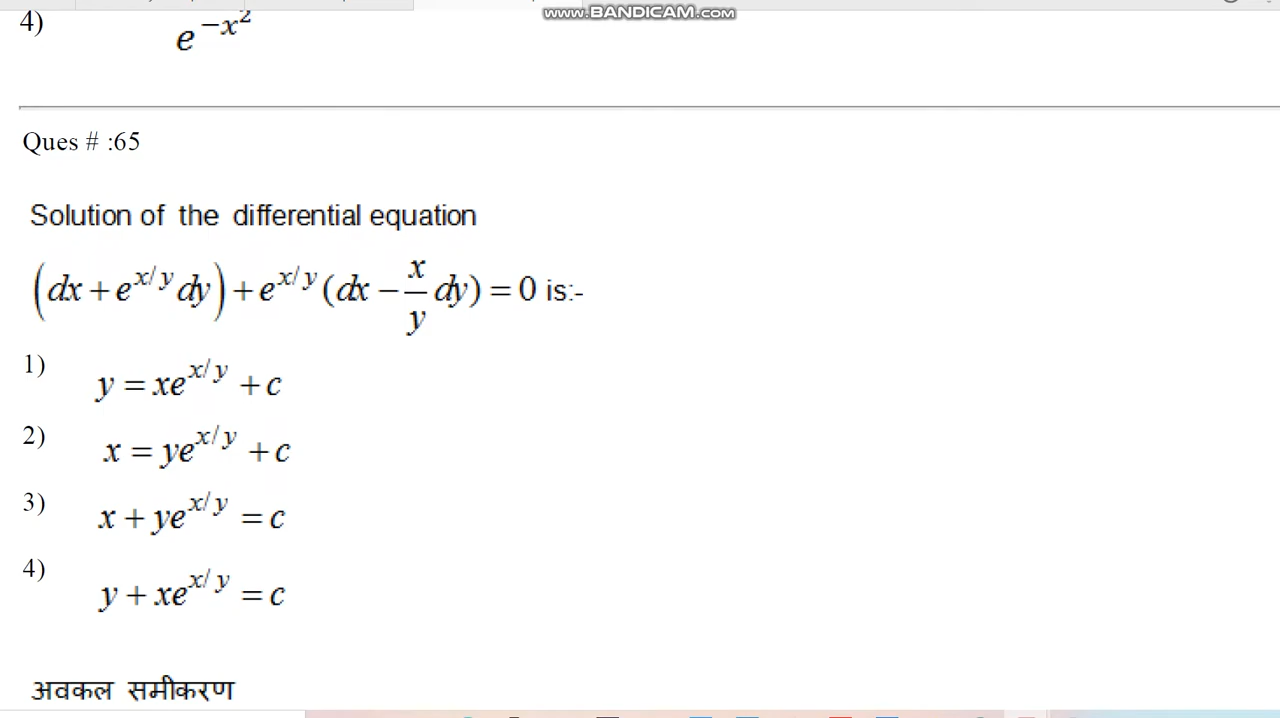 www.BANDICAM.com
4) e^{-x^2}
Ques # :65
Solution of the differential equation
(dx + e^{x/y} dy) + e^{x/y} (dx − \frac{x}{y} dy) = 0 is:-
1) y = xe^{x/y} + c
2) x = ye^{x/y} + c
3) x + ye^{x/y} = c
4) y + xe^{x/y} = c
अवकल समीकरण